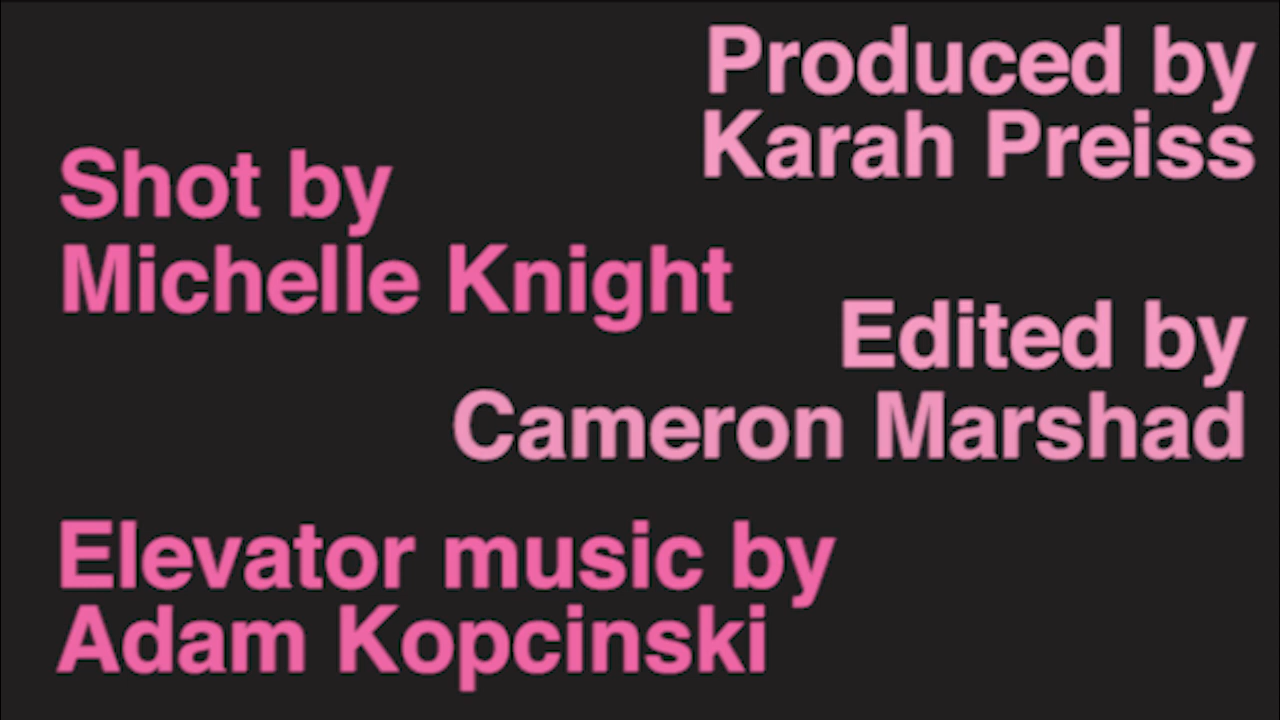 Produced by
Karah Preiss
Shot by
Michelle Knight
Edited by
Cameron Marshad
Elevator music by
Adam Kopcinski